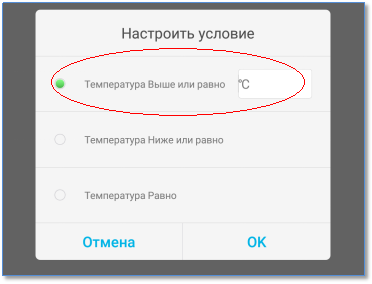 Настроить условие
Температура Выше или равно °C
Температура Ниже или равно
Температура Равно
Отмена OK